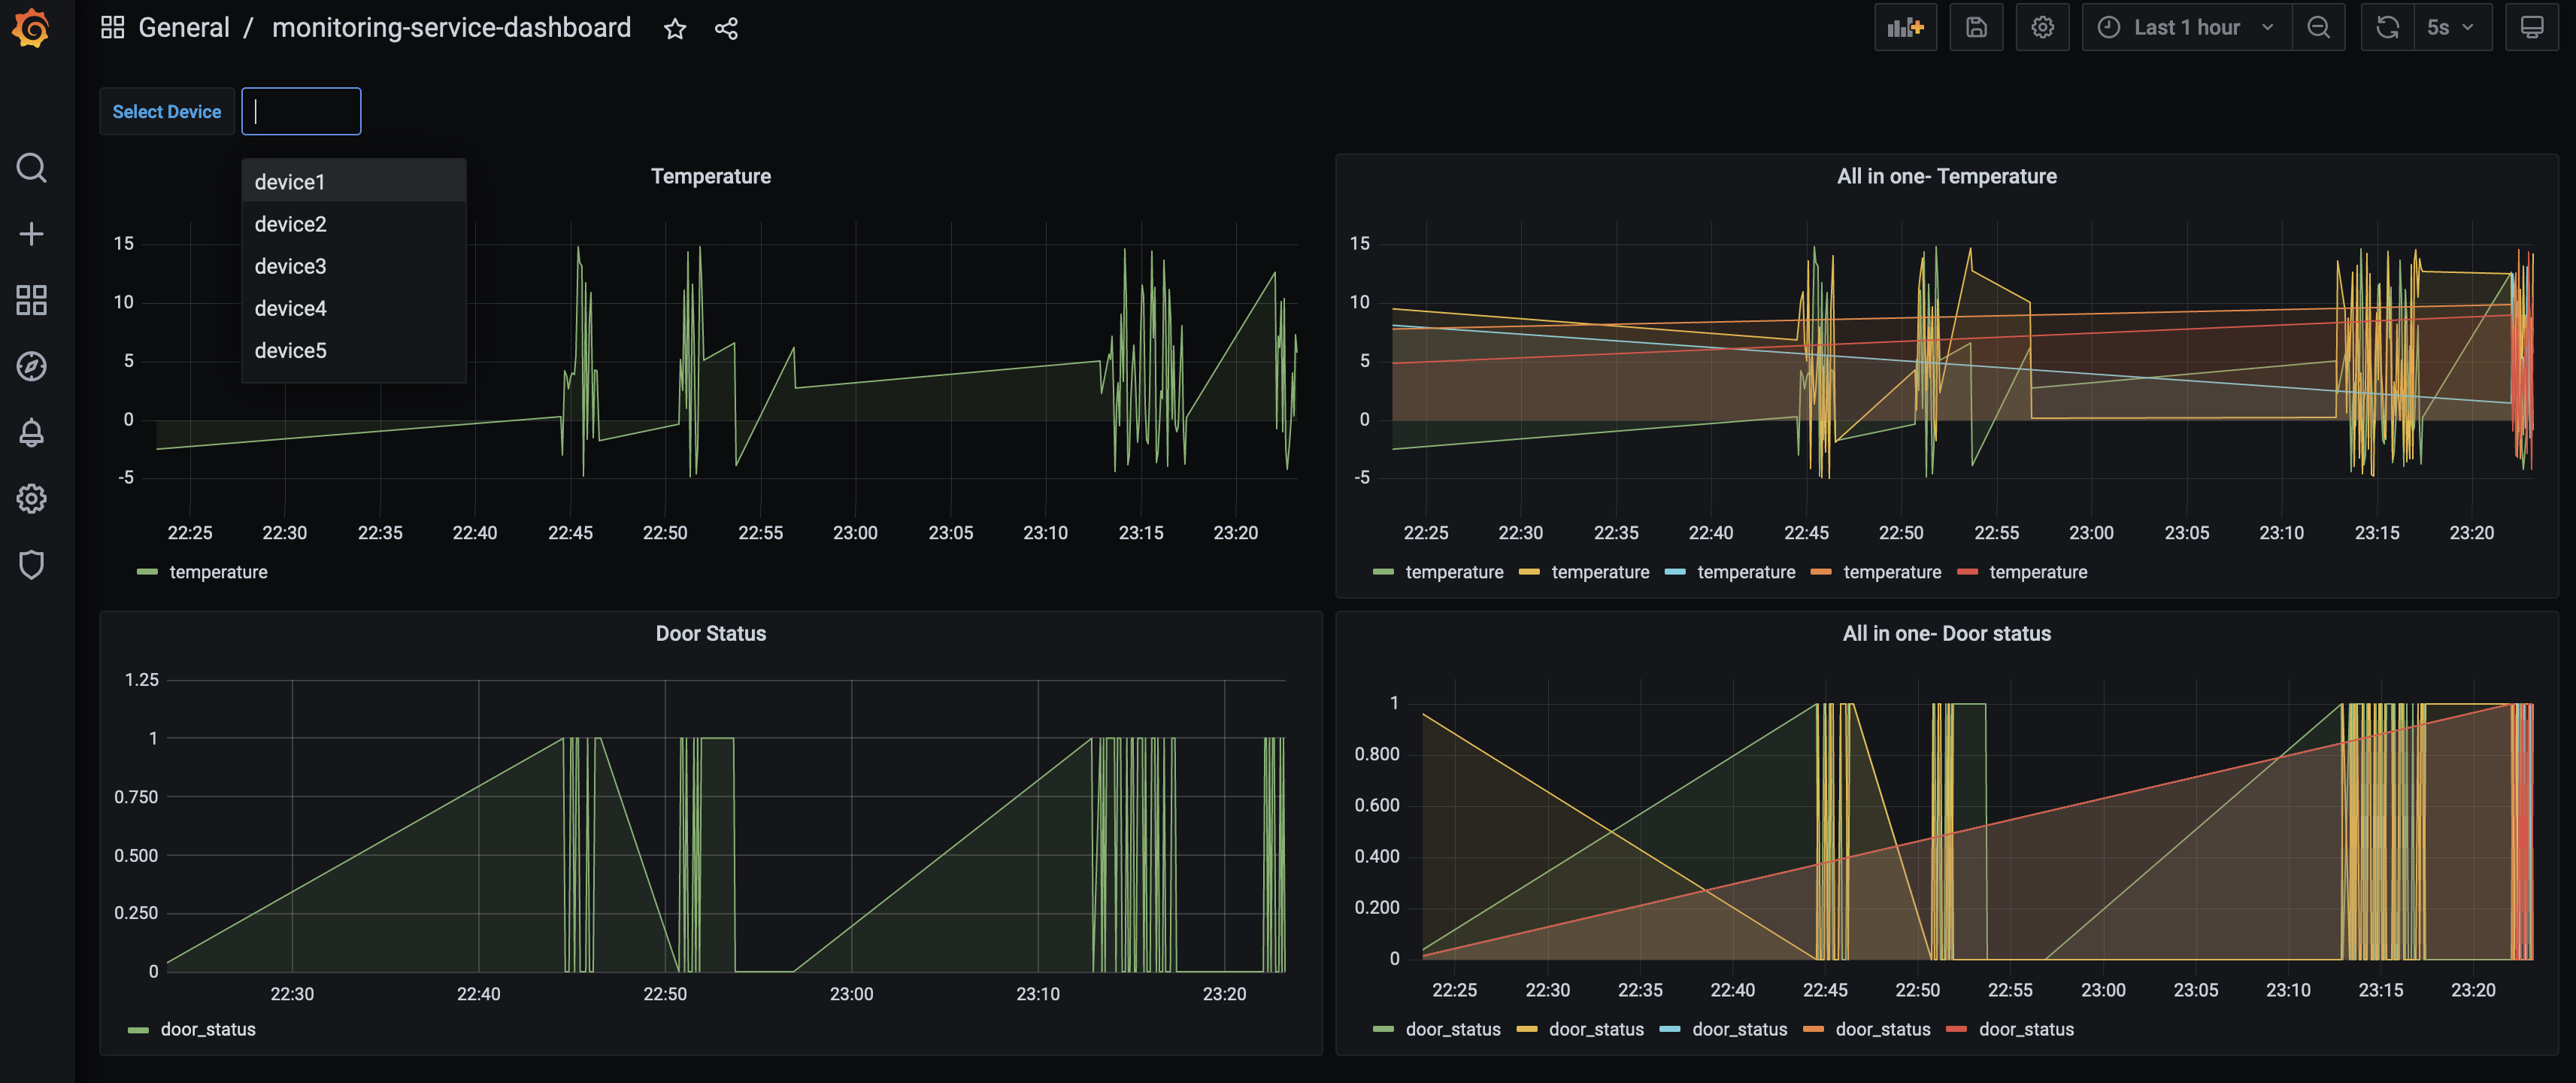 General / monitoring-service-dashboard
Last 1 hour
5s
Select Device
device1
device2
device3
device4
device5
Temperature
15
10
5
0
-5
22:25 22:30 22:35 22:40 22:45 22:50 22:55 23:00 23:05 23:10 23:15 23:20
temperature
All in one- Temperature
15
10
5
0
-5
22:25 22:30 22:35 22:40 22:45 22:50 22:55 23:00 23:05 23:10 23:15 23:20
temperature temperature temperature temperature temperature
Door Status
1.25
1
0.750
0.500
0.250
0
22:30 22:40 22:50 23:00 23:10 23:20
door_status
All in one- Door status
1
0.800
0.600
0.400
0.200
0
22:25 22:30 22:35 22:40 22:45 22:50 22:55 23:00 23:05 23:10 23:15 23:20
door_status door_status door_status door_status door_status